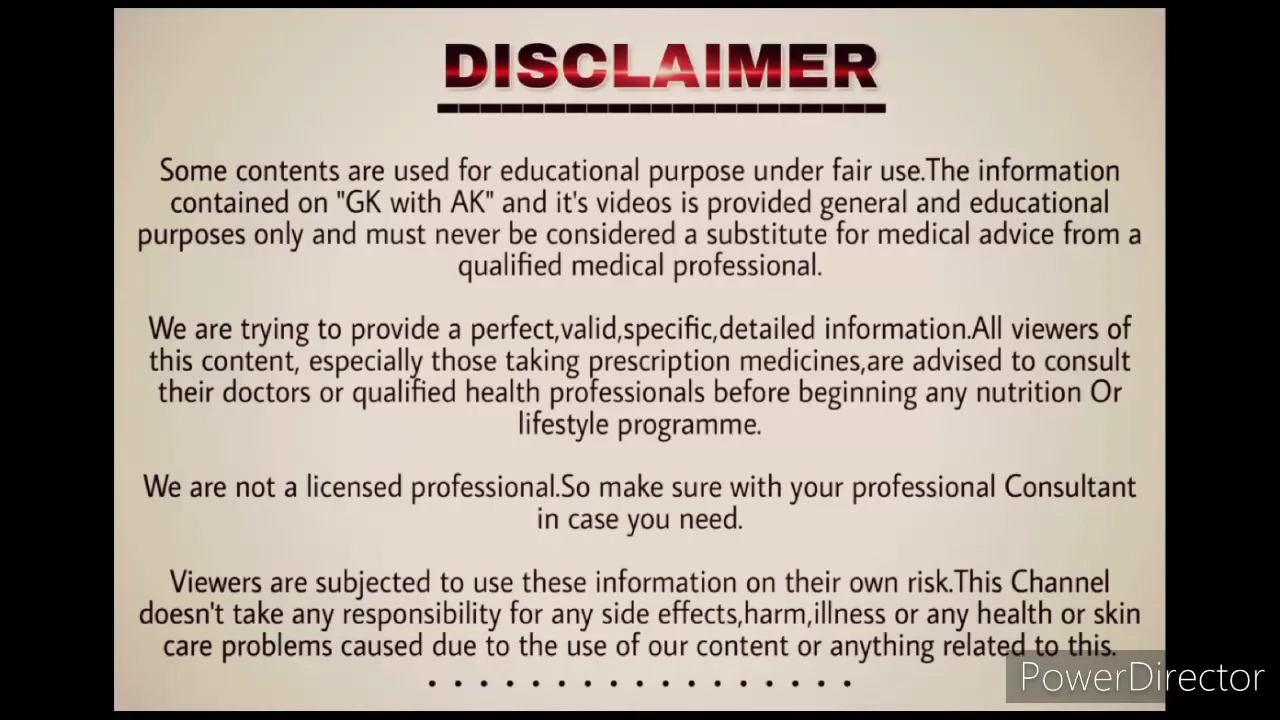 DISCLAIMER
Some contents are used for educational purpose under fair use.The information
contained on "GK with AK" and it's videos is provided general and educational
purposes only and must never be considered a substitute for medical advice from a
qualified medical professional.
We are trying to provide a perfect,valid,specific,detailed information.All viewers of
this content, especially those taking prescription medicines,are advised to consult
their doctors or qualified health professionals before beginning any nutrition Or
lifestyle programme.
We are not a licensed professional.So make sure with your professional Consultant
in case you need.
Viewers are subjected to use these information on their own risk.This Channel
doesn't take any responsibility for any side effects,harm,illness or any health or skin
care problems caused due to the use of our content or anything related to this.
• • • • • • • • • • • • • • • • •
PowerDirector